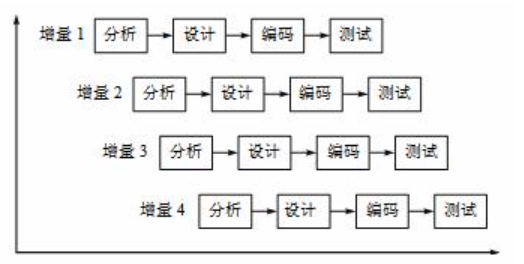 增量 1 分析 设计 编码 测试
增量 2 分析 设计 编码 测试
增量 3 分析 设计 编码 测试
增量 4 分析 设计 编码 测试